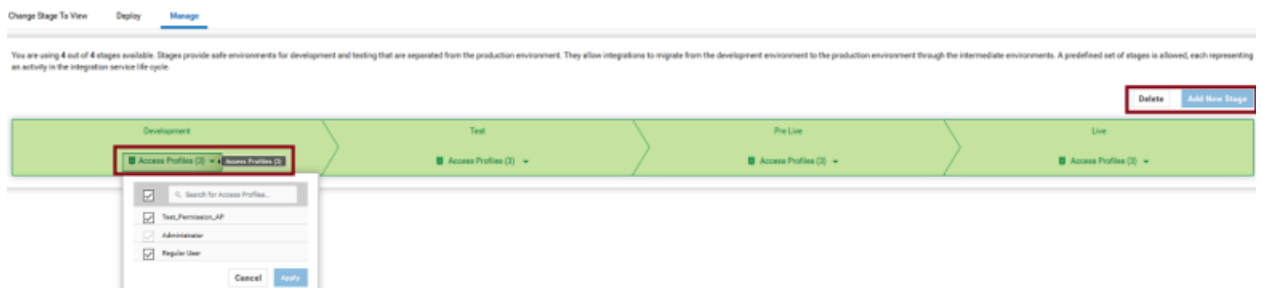 Change Stage To View Deploy Manage
You are using 4 out of 4 stages available. Stages provide safe environments for development and testing that are separated from the production environment. They allow integrations to migrate from the development environment to the production environment through the intermediate environments. A predefined set of stages is allowed, each representing
an activity in the integration service life cycle.
Delete Add New Stage
Development Test Pre Live Live
Access Profiles (3) Access Profiles (3) Access Profiles (3) Access Profiles (3) Access Profiles (3)
Search for Access Profiles...
Test_Permission_AP
Administrator
Regular User
Cancel Apply